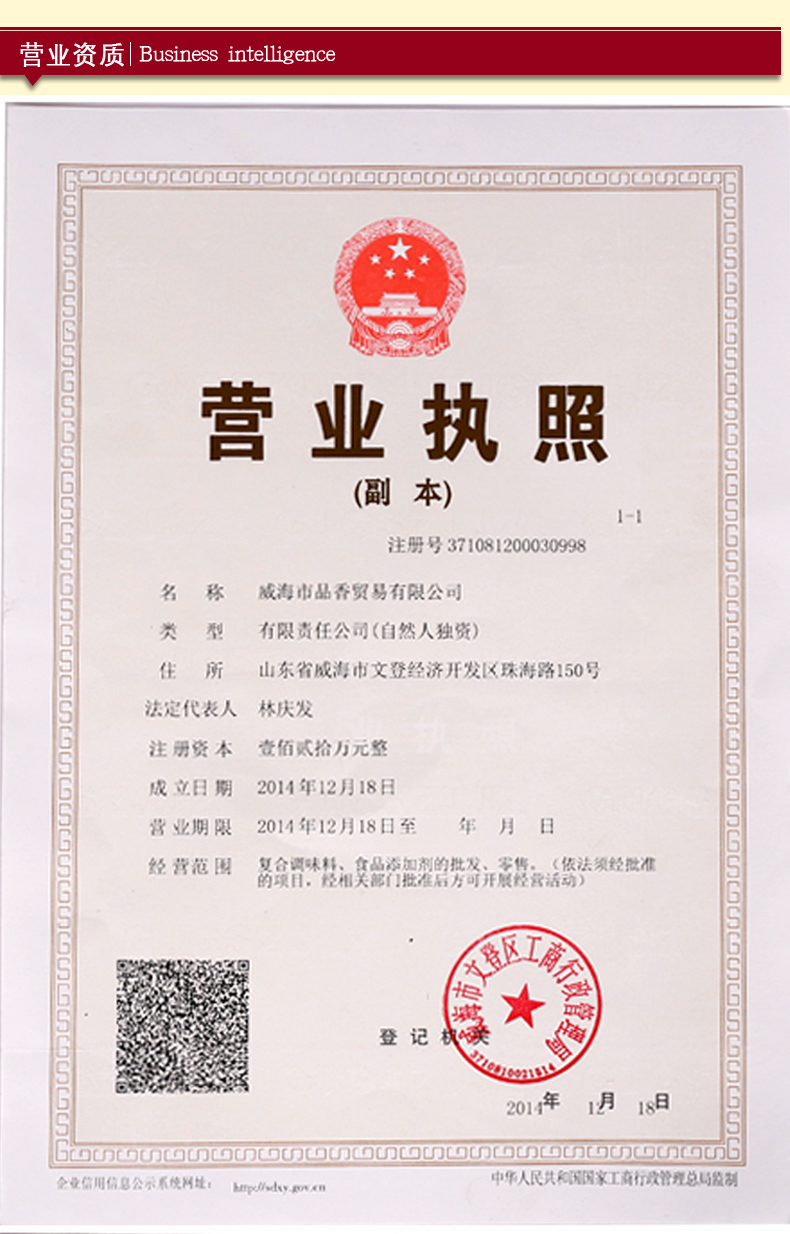 营业资质 Business intelligence
营业执照
(副 本)
1-1
注册号 371081200030998
名 称 威海市品香贸易有限公司
类 型 有限责任公司(自然人独资)
住 所 山东省威海市文登经济开发区珠海路150号
法定代表人 林庆发
注册资本 壹佰贰拾万元整
成立日期 2014年12月18日
营业期限 2014年12月18日至 年 月 日
经营范围 复合调味料、食品添加剂的批发、零售。(依法须经批准
的项目，经相关部门批准后方可开展经营活动)
威海市文登区工商行政管理局
登记机关
3710810021814
2014年 12月 18日
企业信用信息公示系统网址: http://sdxy.gov.cn
中华人民共和国国家工商行政管理总局监制